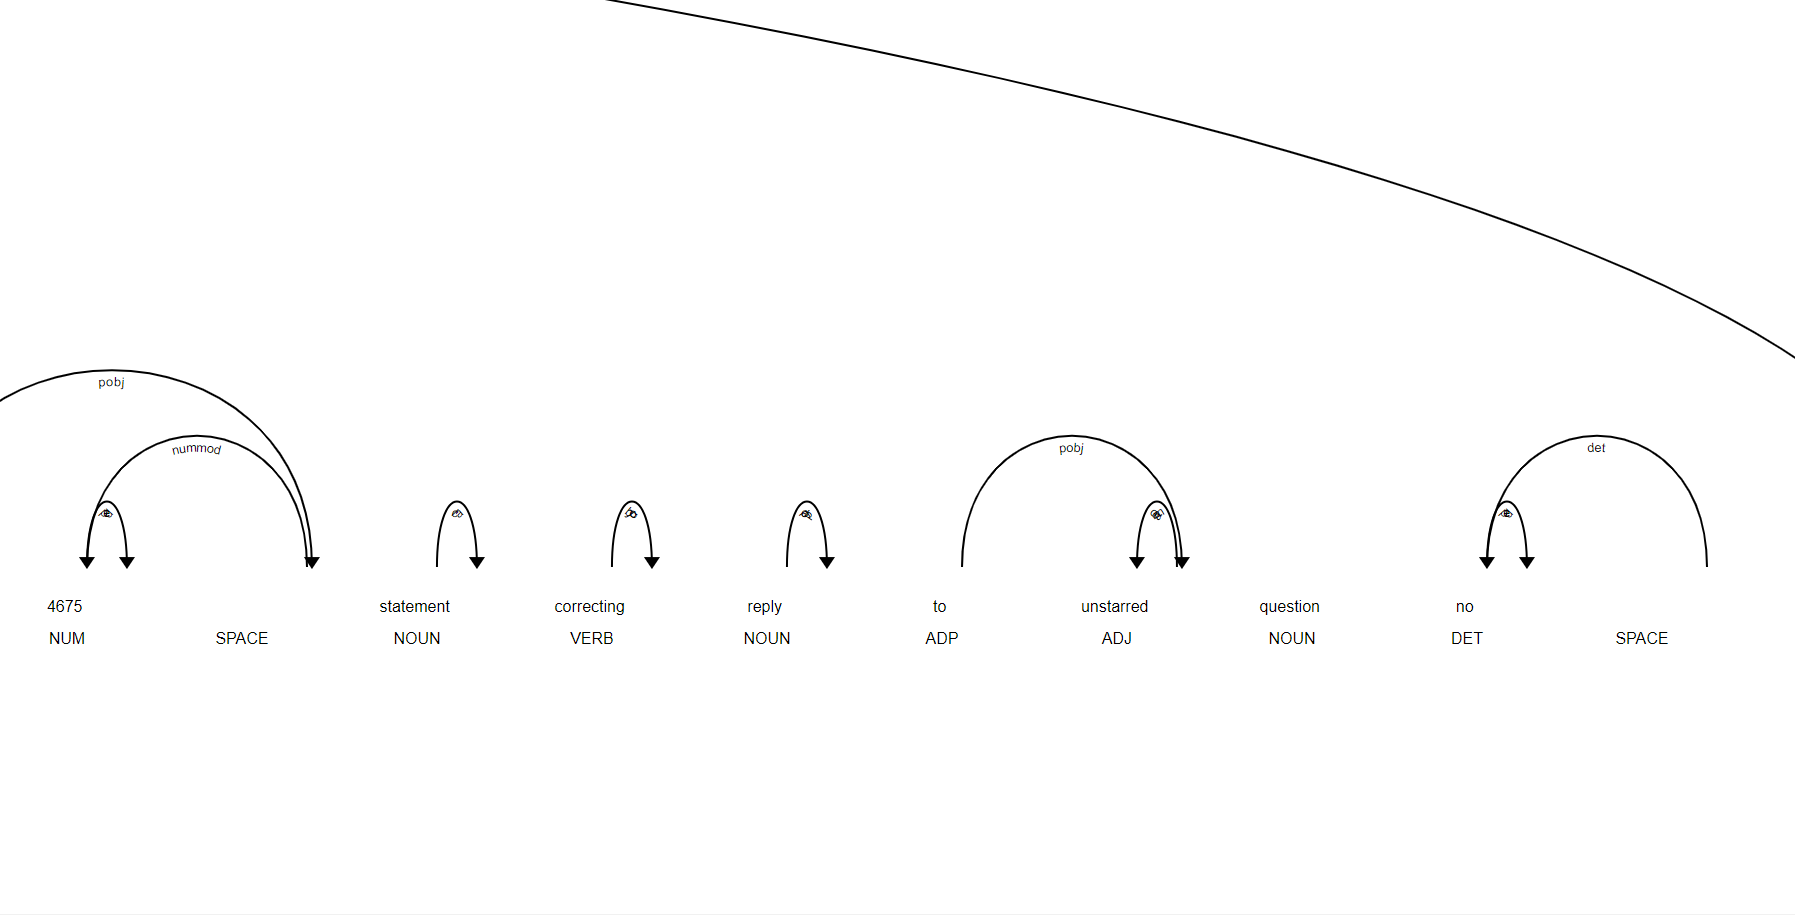 pobj
nummod pobj det
4675 statement correcting reply to unstarred question no
NUM SPACE NOUN VERB NOUN ADP ADJ NOUN DET SPACE